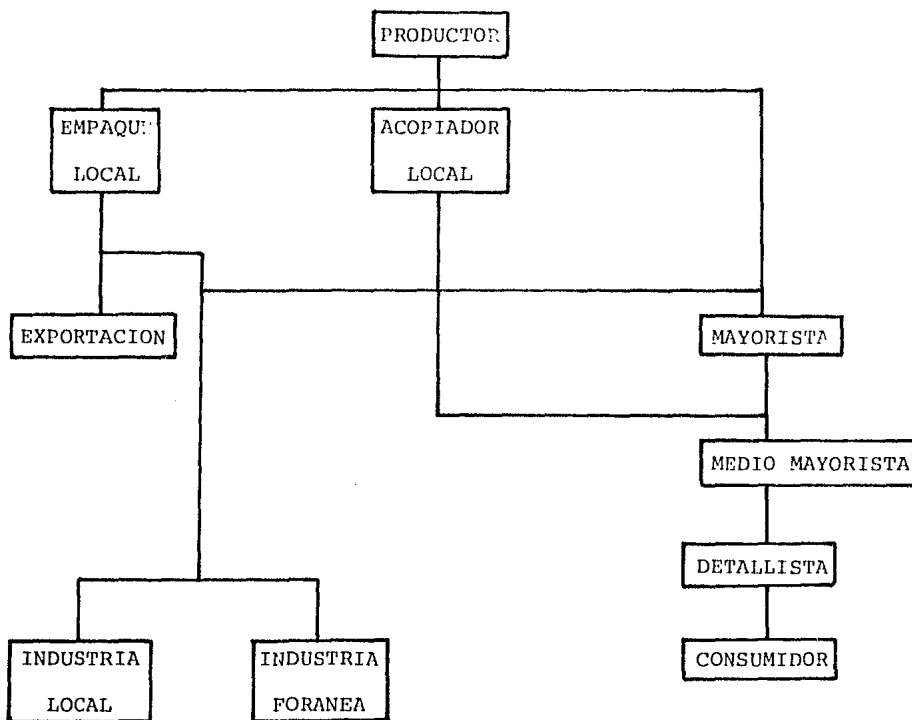 PRODUCTOR
EMPAQUE ACOPIADOR
LOCAL LOCAL
EXPORTACION MAYORISTA
MEDIO MAYORISTA
DETALLISTA
INDUSTRIA INDUSTRIA CONSUMIDOR
LOCAL FORANEA